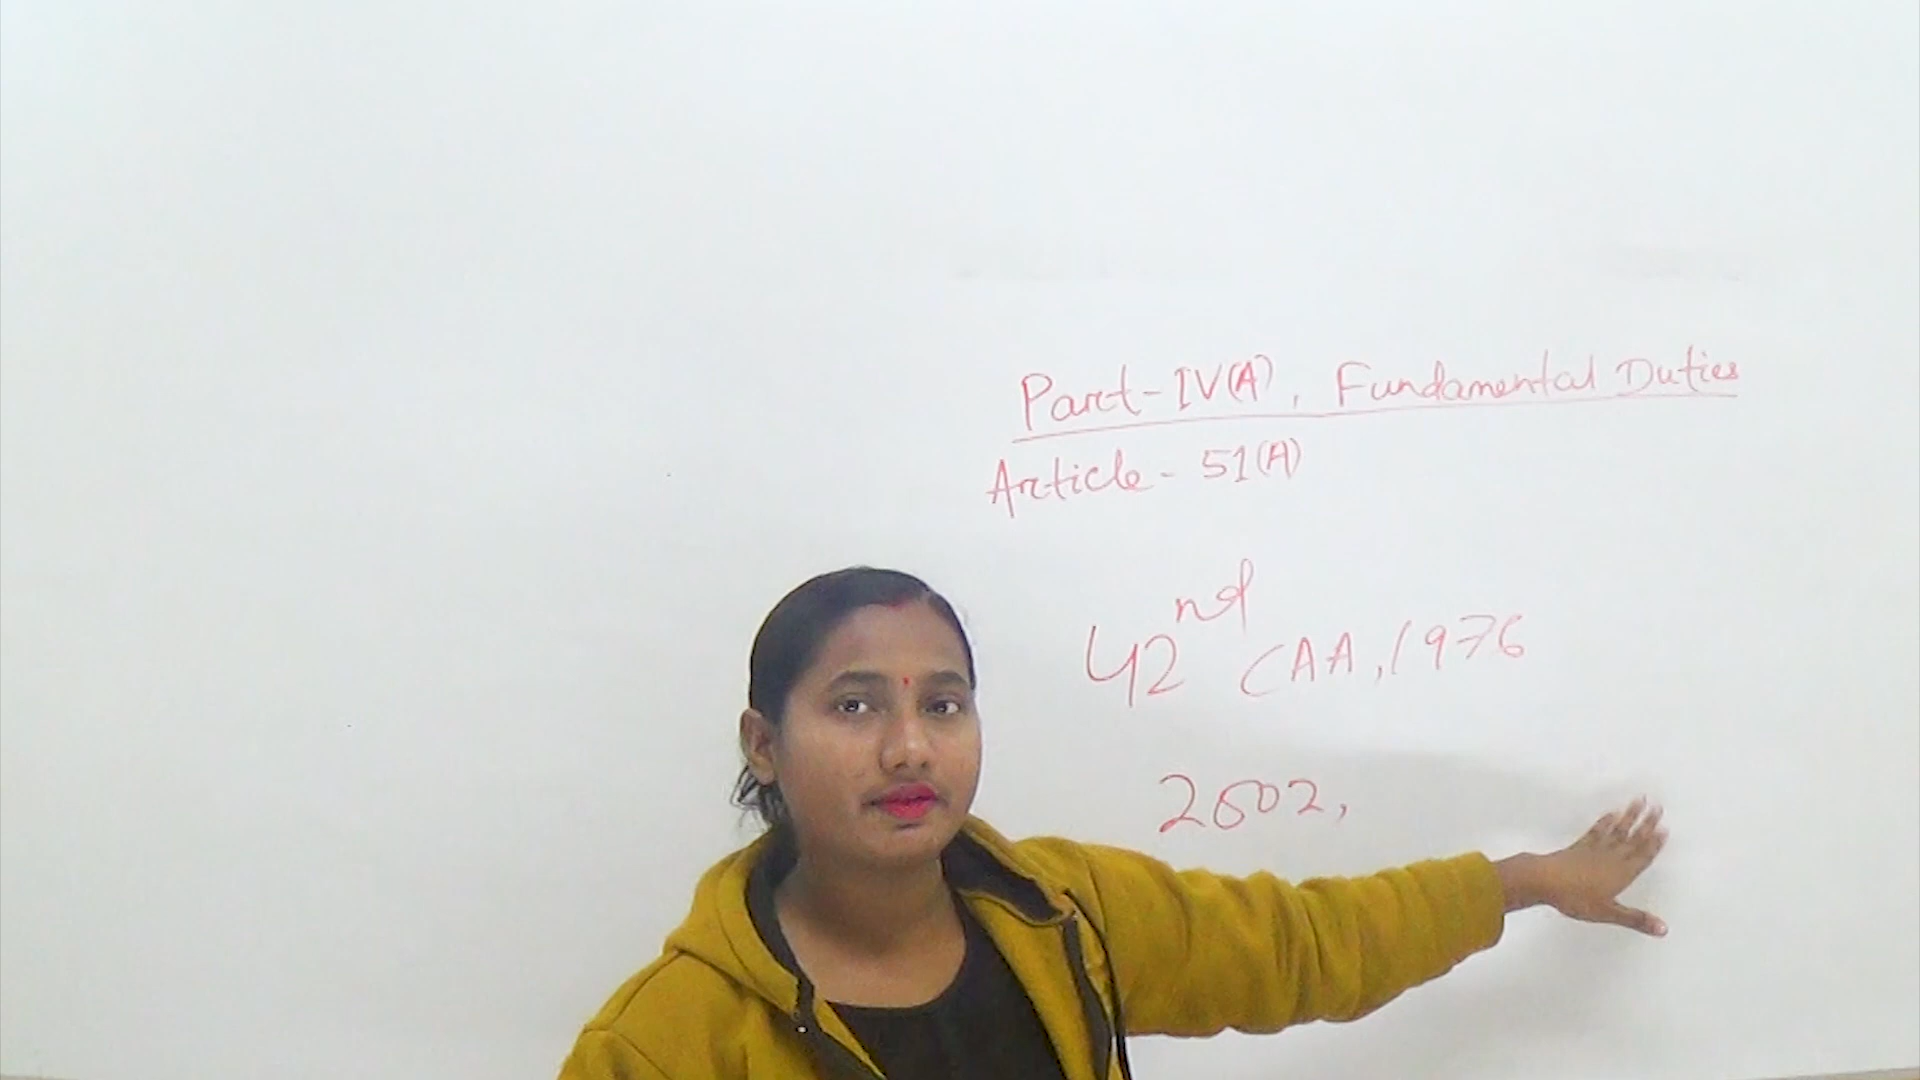 Part-IV(A), Fundamental Duties
Article - 51(A)
42nd CAA, 1976
2002,